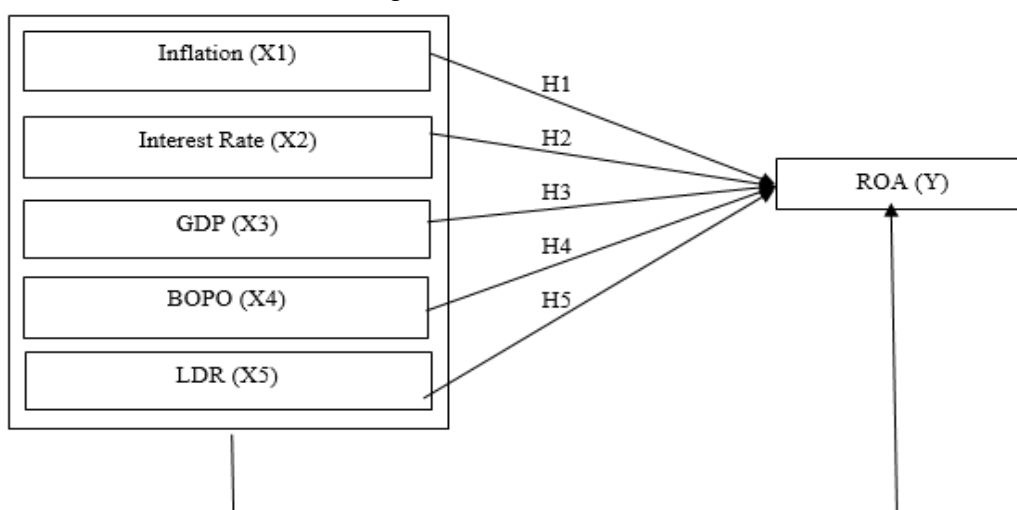 Inflation (X1)
H1
Interest Rate (X2)
H2
ROA (Y)
H3
GDP (X3)
H4
BOPO (X4)
H5
LDR (X5)